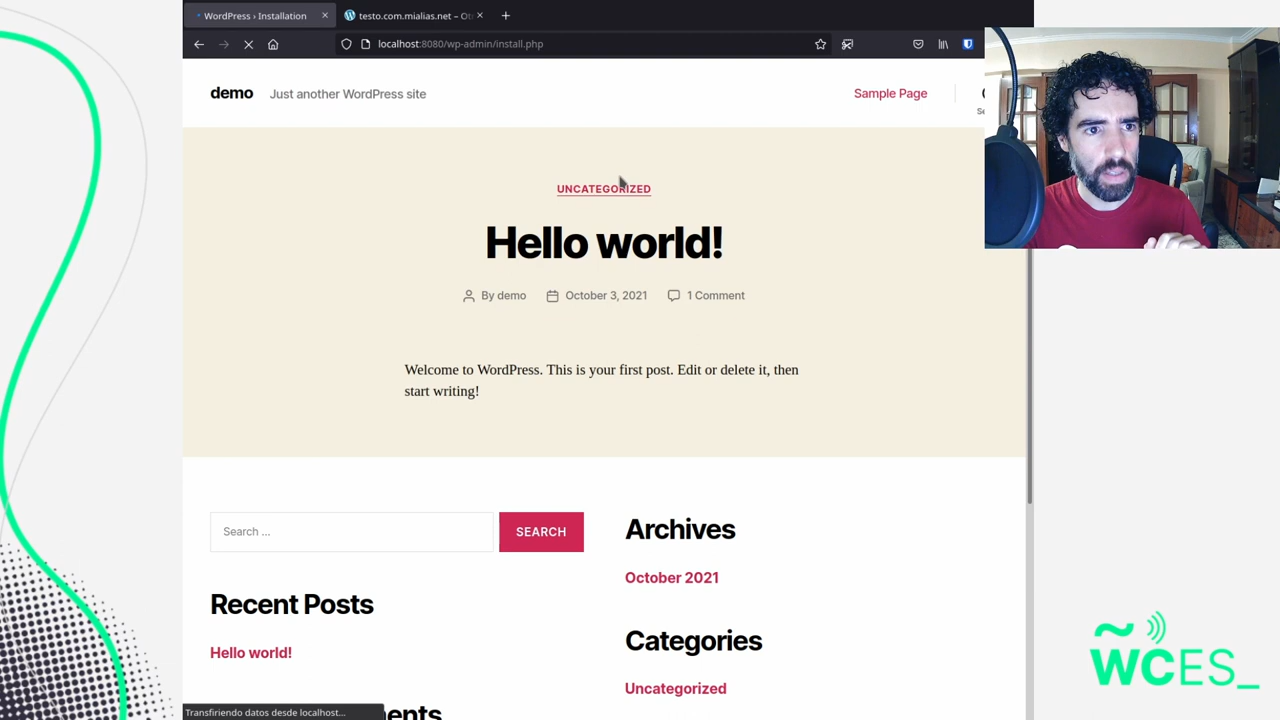 WordPress › Installation
testo.com.mialias.net – Ot
localhost:8080/wp-admin/install.php
demo
Just another WordPress site
Sample Page
Se
UNCATEGORIZED
Hello world!
By demo
October 3, 2021
1 Comment
Welcome to WordPress. This is your first post. Edit or delete it, then
start writing!
Search …
SEARCH
Archives
October 2021
Recent Posts
Categories
Hello world!
Uncategorized
ents
Transfiriendo datos desde localhost...
~
WCES_